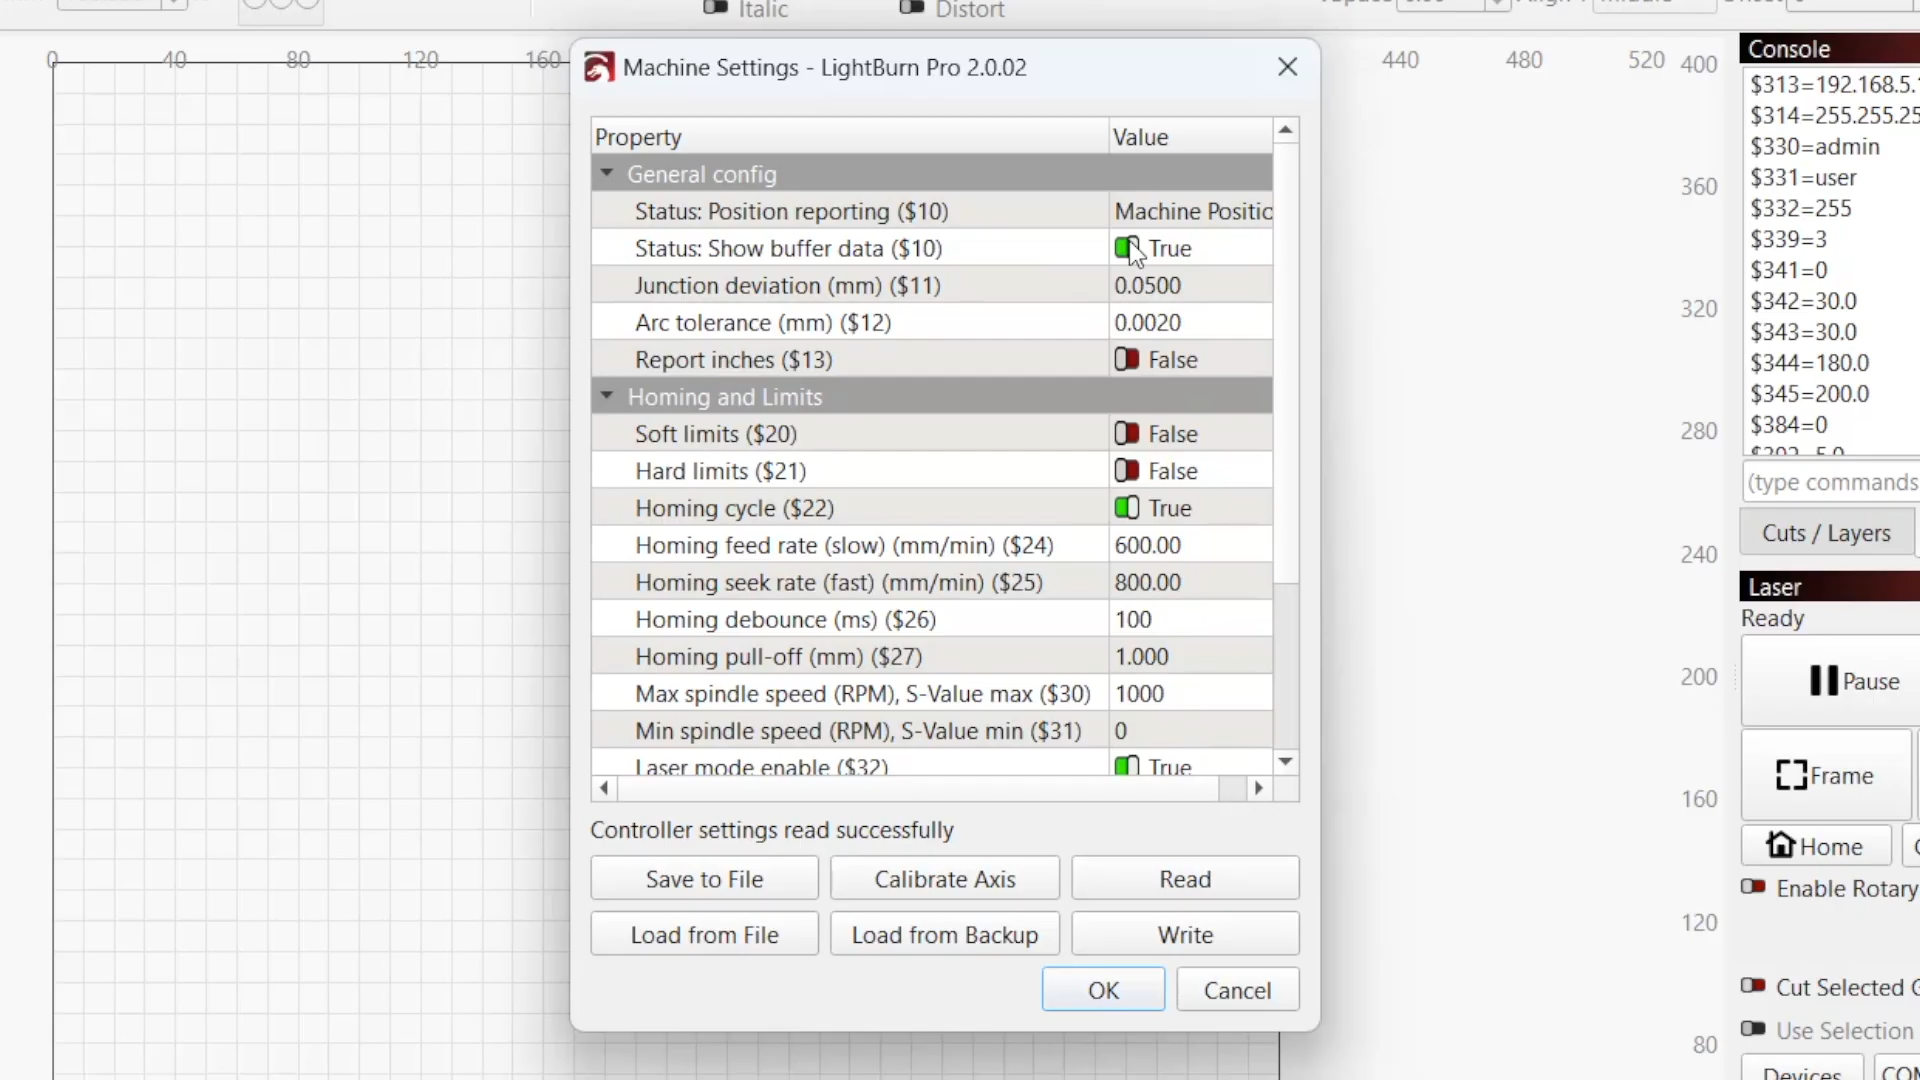 Italic
Distort
0
40
80
120
160
440
480
520
400
360
320
280
240
200
160
120
80
Machine Settings - LightBurn Pro 2.0.02
Property Value
General config
Status: Position reporting ($10) Machine Positio
Status: Show buffer data ($10) True
Junction deviation (mm) ($11) 0.0500
Arc tolerance (mm) ($12) 0.0020
Report inches ($13) False
Homing and Limits
Soft limits ($20) False
Hard limits ($21) False
Homing cycle ($22) True
Homing feed rate (slow) (mm/min) ($24) 600.00
Homing seek rate (fast) (mm/min) ($25) 800.00
Homing debounce (ms) ($26) 100
Homing pull-off (mm) ($27) 1.000
Max spindle speed (RPM), S-Value max ($30) 1000
Min spindle speed (RPM), S-Value min ($31) 0
Laser mode enable ($32) True
Controller settings read successfully
Save to File
Calibrate Axis
Read
Load from File
Load from Backup
Write
OK
Cancel
Console
$313=192.168.5.
$314=255.255.25
$330=admin
$331=user
$332=255
$339=3
$341=0
$342=30.0
$343=30.0
$344=180.0
$345=200.0
$384=0
(type commands
Cuts / Layers
Laser
Ready
Pause
Frame
Home
Enable Rotary
Cut Selected
Use Selection
Devices